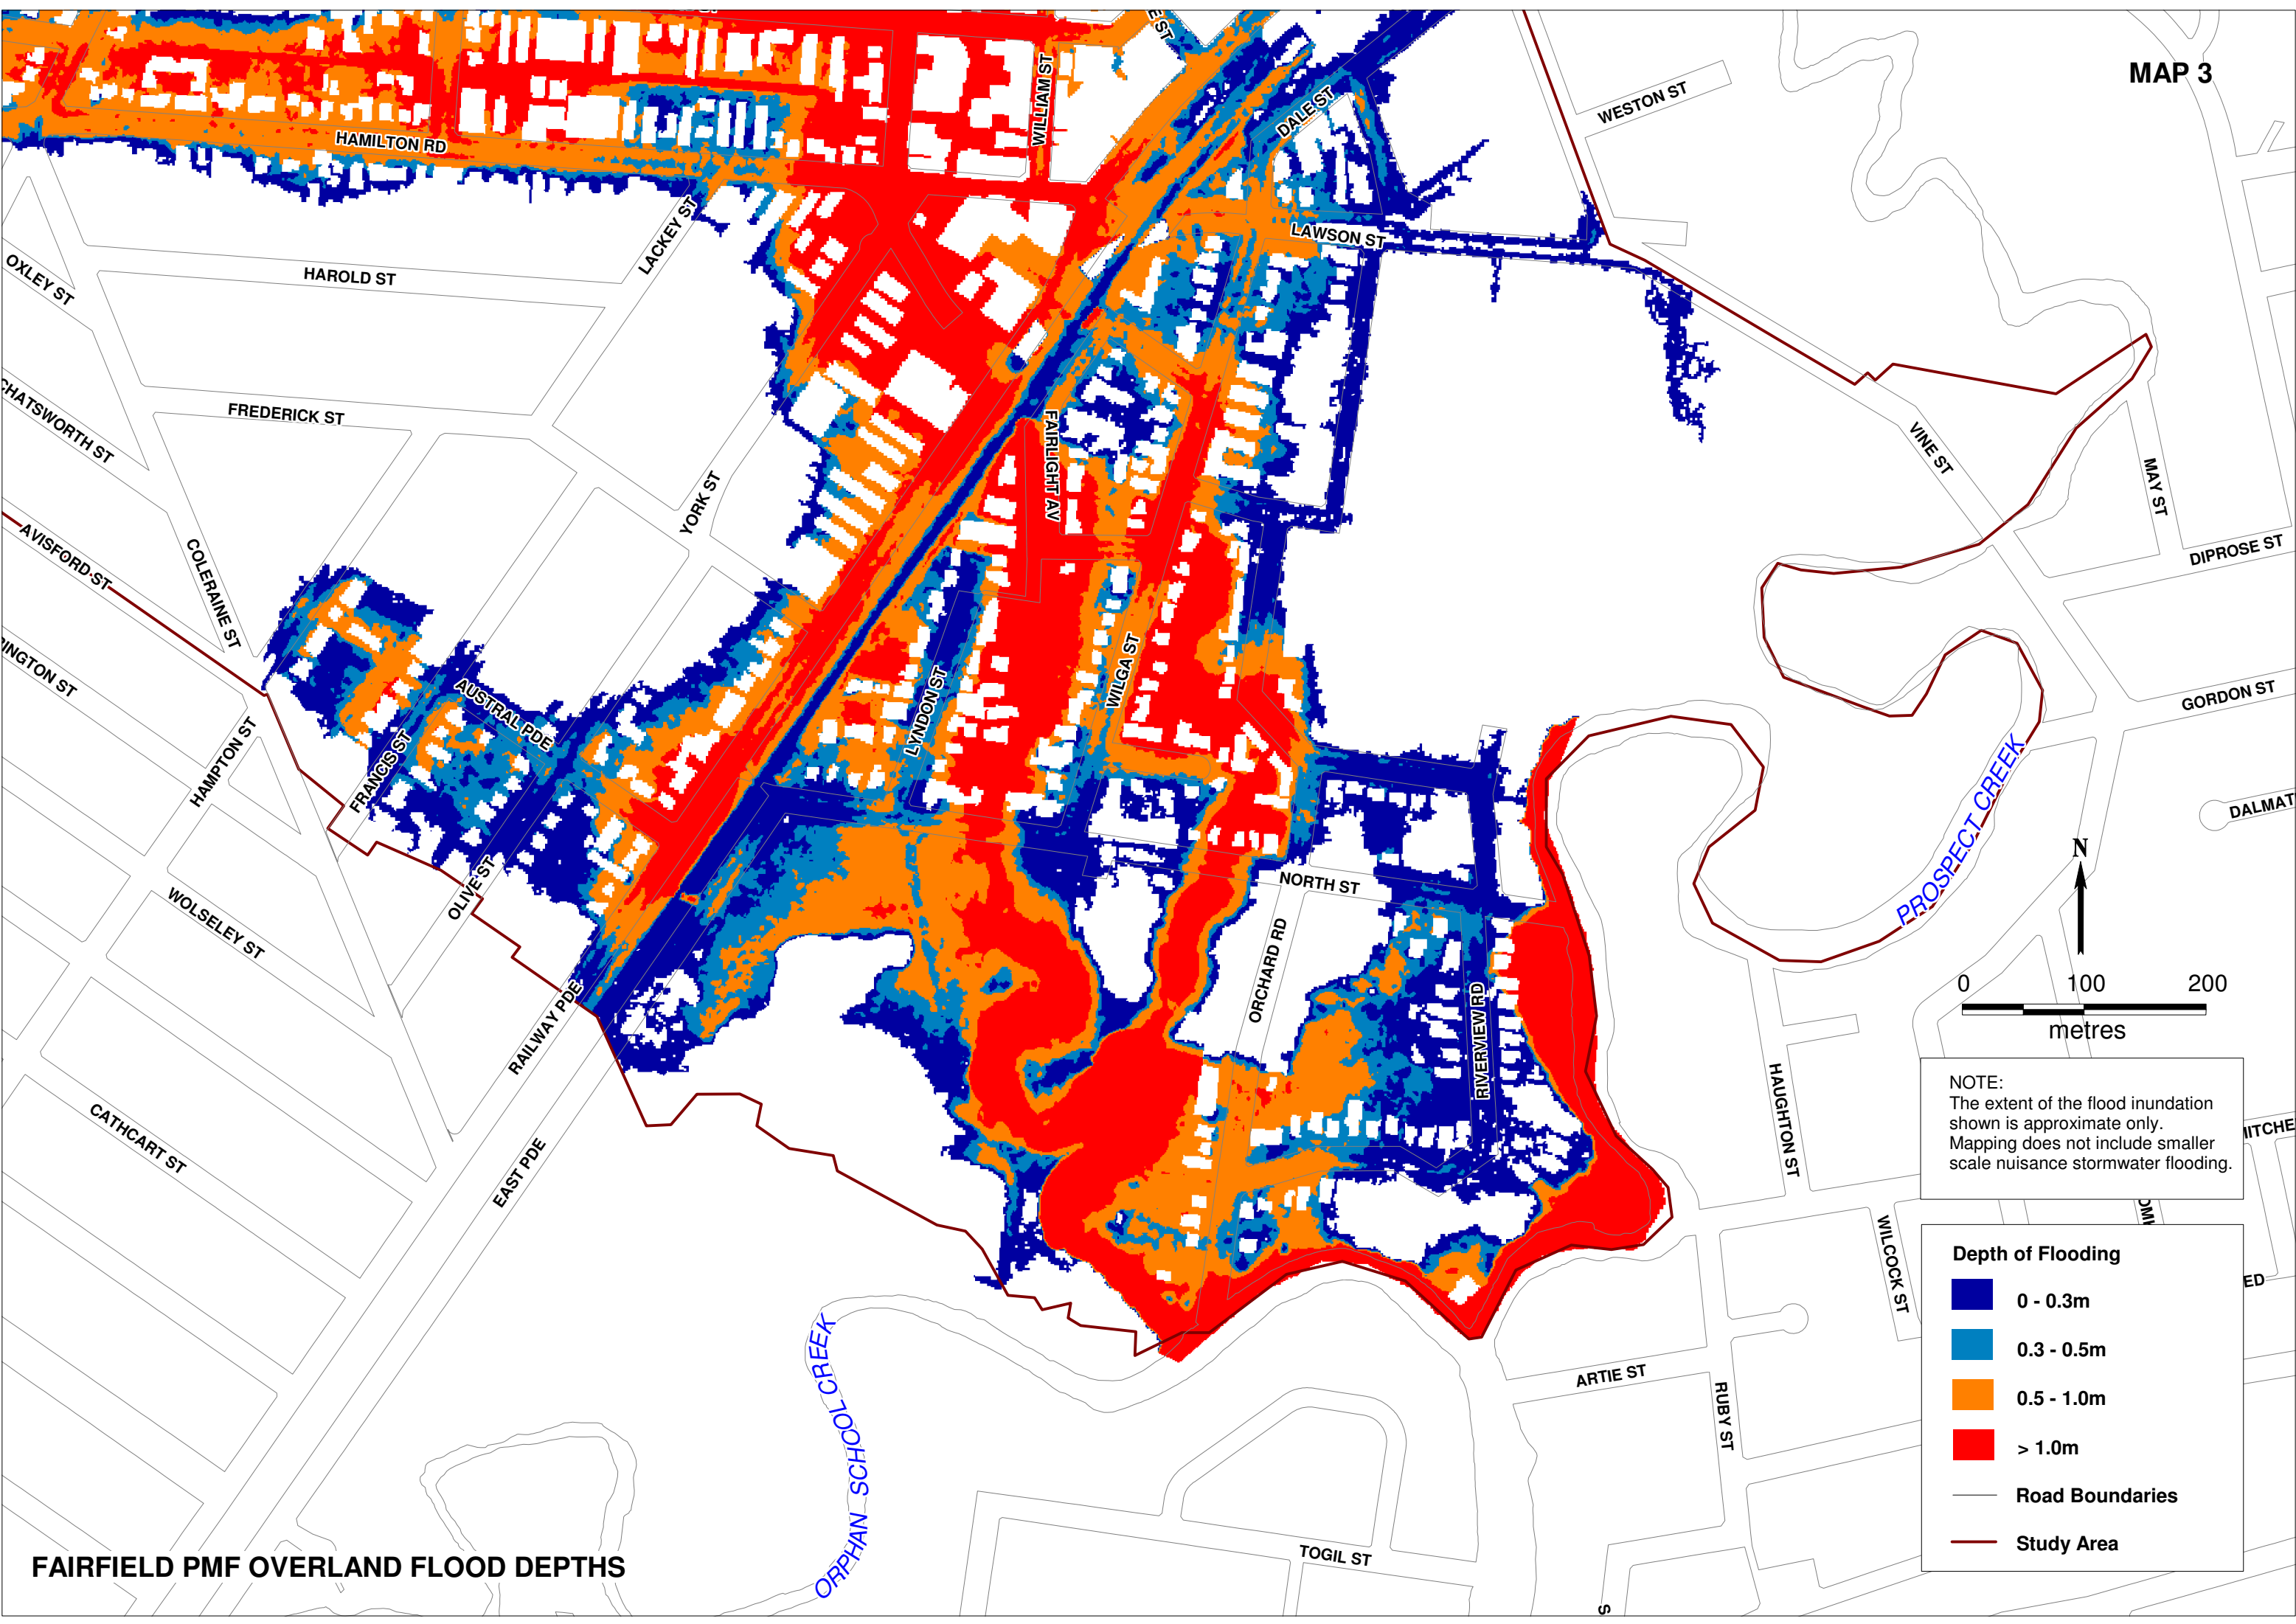 MAP 3
WESTON ST
DALE ST
WILLIAM ST
HAMILTON RD
LAWSON ST
LACKEY ST
HAROLD ST
OXLEY ST
FREDERICK ST
CHATSWORTH ST
FAIRLIGHT AV
VINE ST
MAY ST
YORK ST
AVISFORD ST
COLERAINE ST
DIPROSE ST
WILGA ST
LYNDON ST
GORDON ST
AUSTRAL PDE
FRANCIS ST
HAMPTON ST
PROSPECT CREEK
N
OLIVE ST
NORTH ST
WOLSELEY ST
ORCHARD RD
RIVERVIEW RD
RAILWAY PDE
0 100 200
metres
HAUGHTON ST
CATHCART ST
EAST PDE
NOTE:
The extent of the flood inundation
shown is approximate only.
Mapping does not include smaller
scale nuisance stormwater flooding.
WILCOCK ST
Depth of Flooding
0 - 0.3m
0.3 - 0.5m
0.5 - 1.0m
> 1.0m
Road Boundaries
Study Area
ORPHAN SCHOOL CREEK
ARTIE ST
RUBY ST
TOGIL ST
FAIRFIELD PMF OVERLAND FLOOD DEPTHS